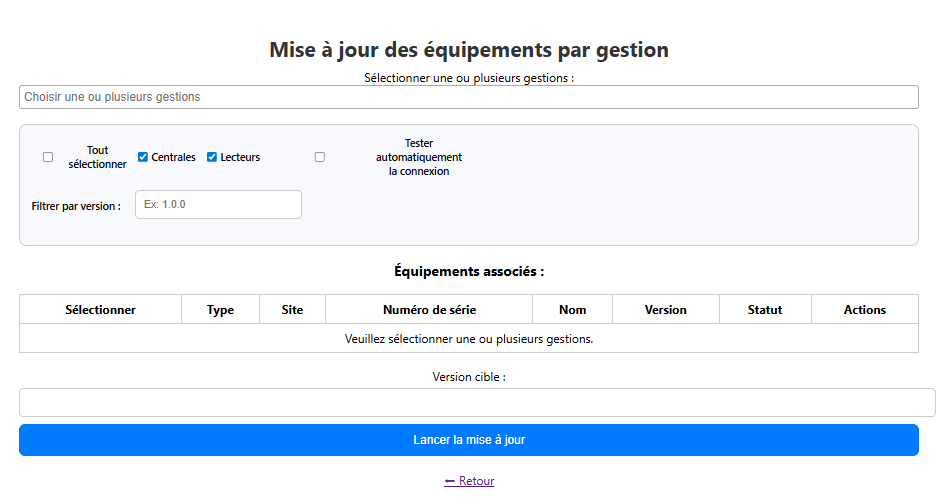 Mise à jour des équipements par gestion
Sélectionner une ou plusieurs gestions :
Choisir une ou plusieurs gestions
Tout
sélectionner
Centrales
Lecteurs
Tester
automatiquement
la connexion
Filtrer par version :
Ex: 1.0.0
Équipements associés :
Sélectionner Type Site Numéro de série Nom Version Statut Actions
Veuillez sélectionner une ou plusieurs gestions.
Version cible :
Lancer la mise à jour
← Retour